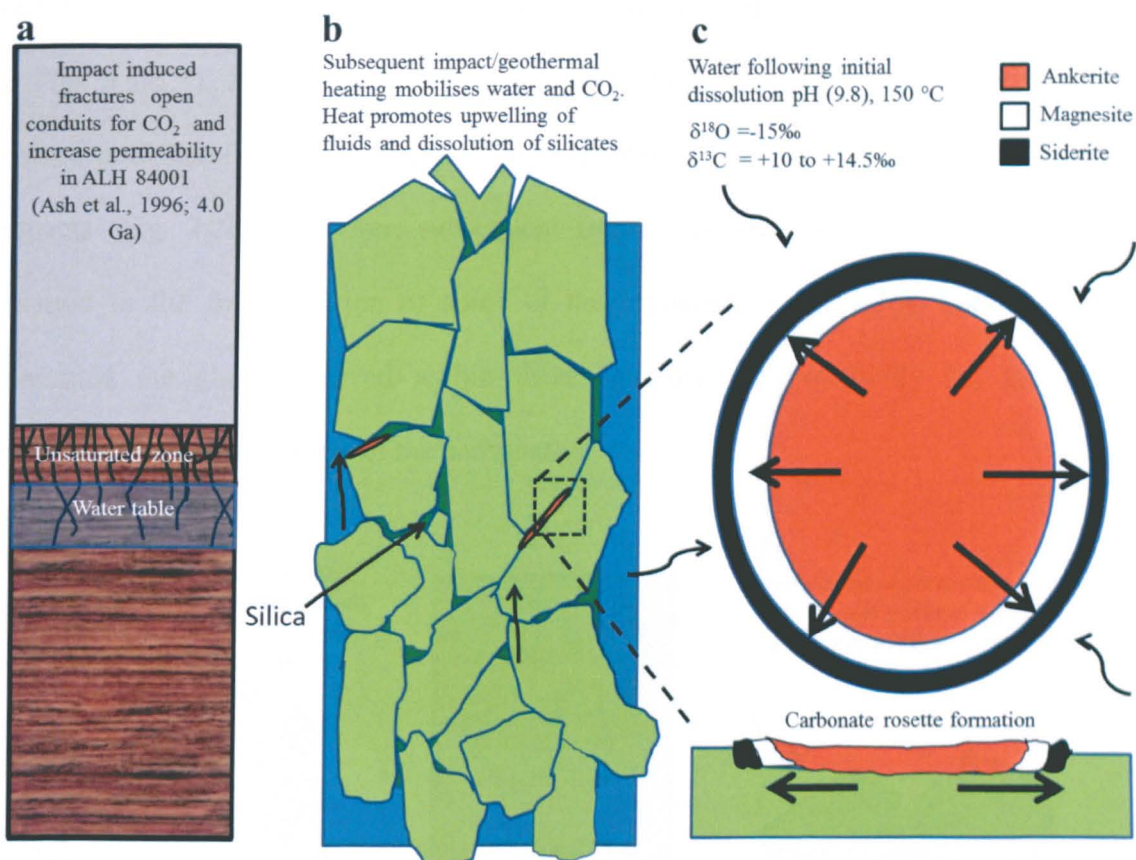 a
Impact induced
fractures open
conduits for CO₂ and
increase permeability
in ALH 84001
(Ash et al., 1996; 4.0
Ga)
Unsaturated zone
Water table
b
Subsequent impact/geothermal
heating mobilises water and CO₂.
Heat promotes upwelling of
fluids and dissolution of silicates
Silica
c
Water following initial
dissolution pH (9.8), 150 °C
δ¹⁸O =-15‰
δ¹³C = +10 to +14.5‰
Ankerite
Magnesite
Siderite
Carbonate rosette formation